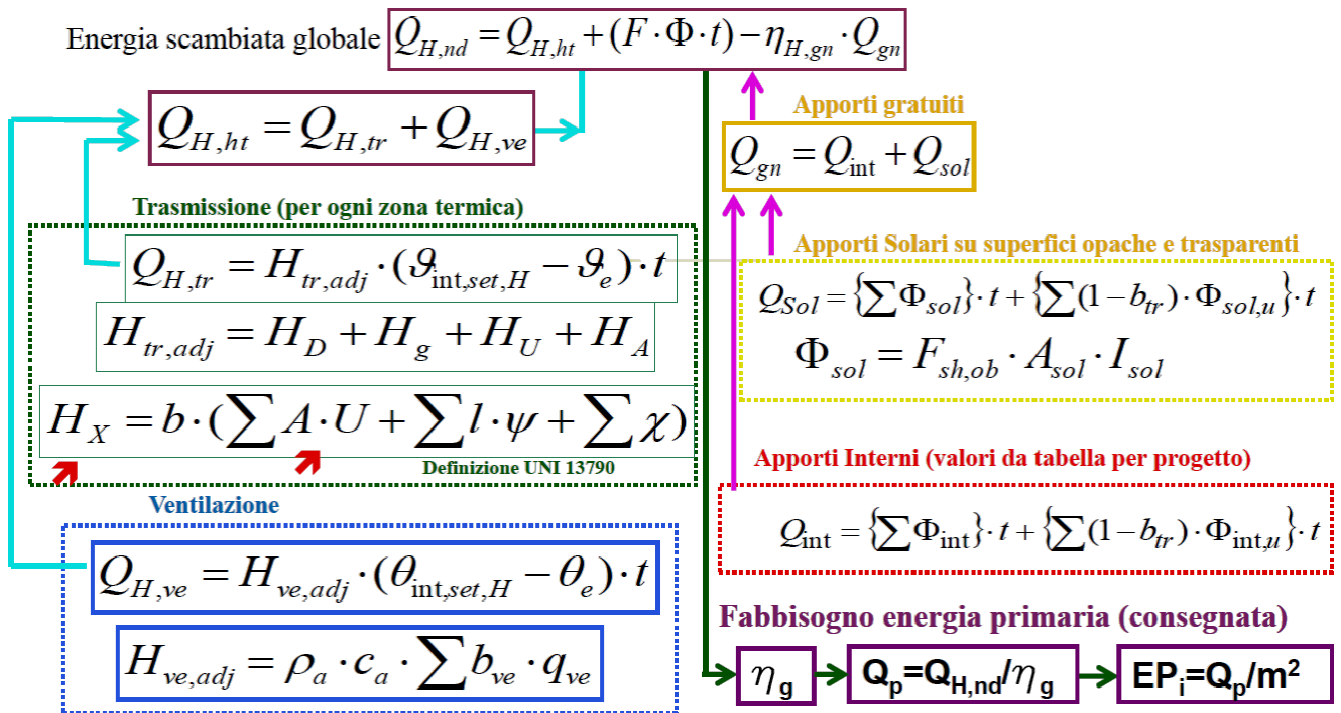 Energia scambiata globale Q_{H,nd} = Q_{H,ht} + (F · Φ · t) − η_{H,gn} · Q_{gn}
Q_{H,ht} = Q_{H,tr} + Q_{H,ve}
Apporti gratuiti
Q_{gn} = Q_{int} + Q_{sol}
Trasmissione (per ogni zona termica)
Q_{H,tr} = H_{tr,adj} · (ϑ_{int,set,H} − ϑ_e) · t
H_{tr,adj} = H_D + H_g + H_U + H_A
H_X = b · (∑ A · U + ∑ l · ψ + ∑ χ)
Definizione UNI 13790
Apporti Solari su superfici opache e trasparenti
Q_{Sol} = {∑ Φ_{sol}} · t + {∑ (1 − b_{tr}) · Φ_{sol,u}} · t
Φ_{sol} = F_{sh,ob} · A_{sol} · I_{sol}
Apporti Interni (valori da tabella per progetto)
Q_{int} = {∑ Φ_{int}} · t + {∑ (1 − b_{tr}) · Φ_{int,u}} · t
Ventilazione
Q_{H,ve} = H_{ve,adj} · (θ_{int,set,H} − θ_e) · t
H_{ve,adj} = ρ_a · c_a · ∑ b_{ve} · q_{ve}
Fabbisogno energia primaria (consegnata)
η_g
Q_p=Q_{H,nd}/η_g
EP_i=Q_p/m²